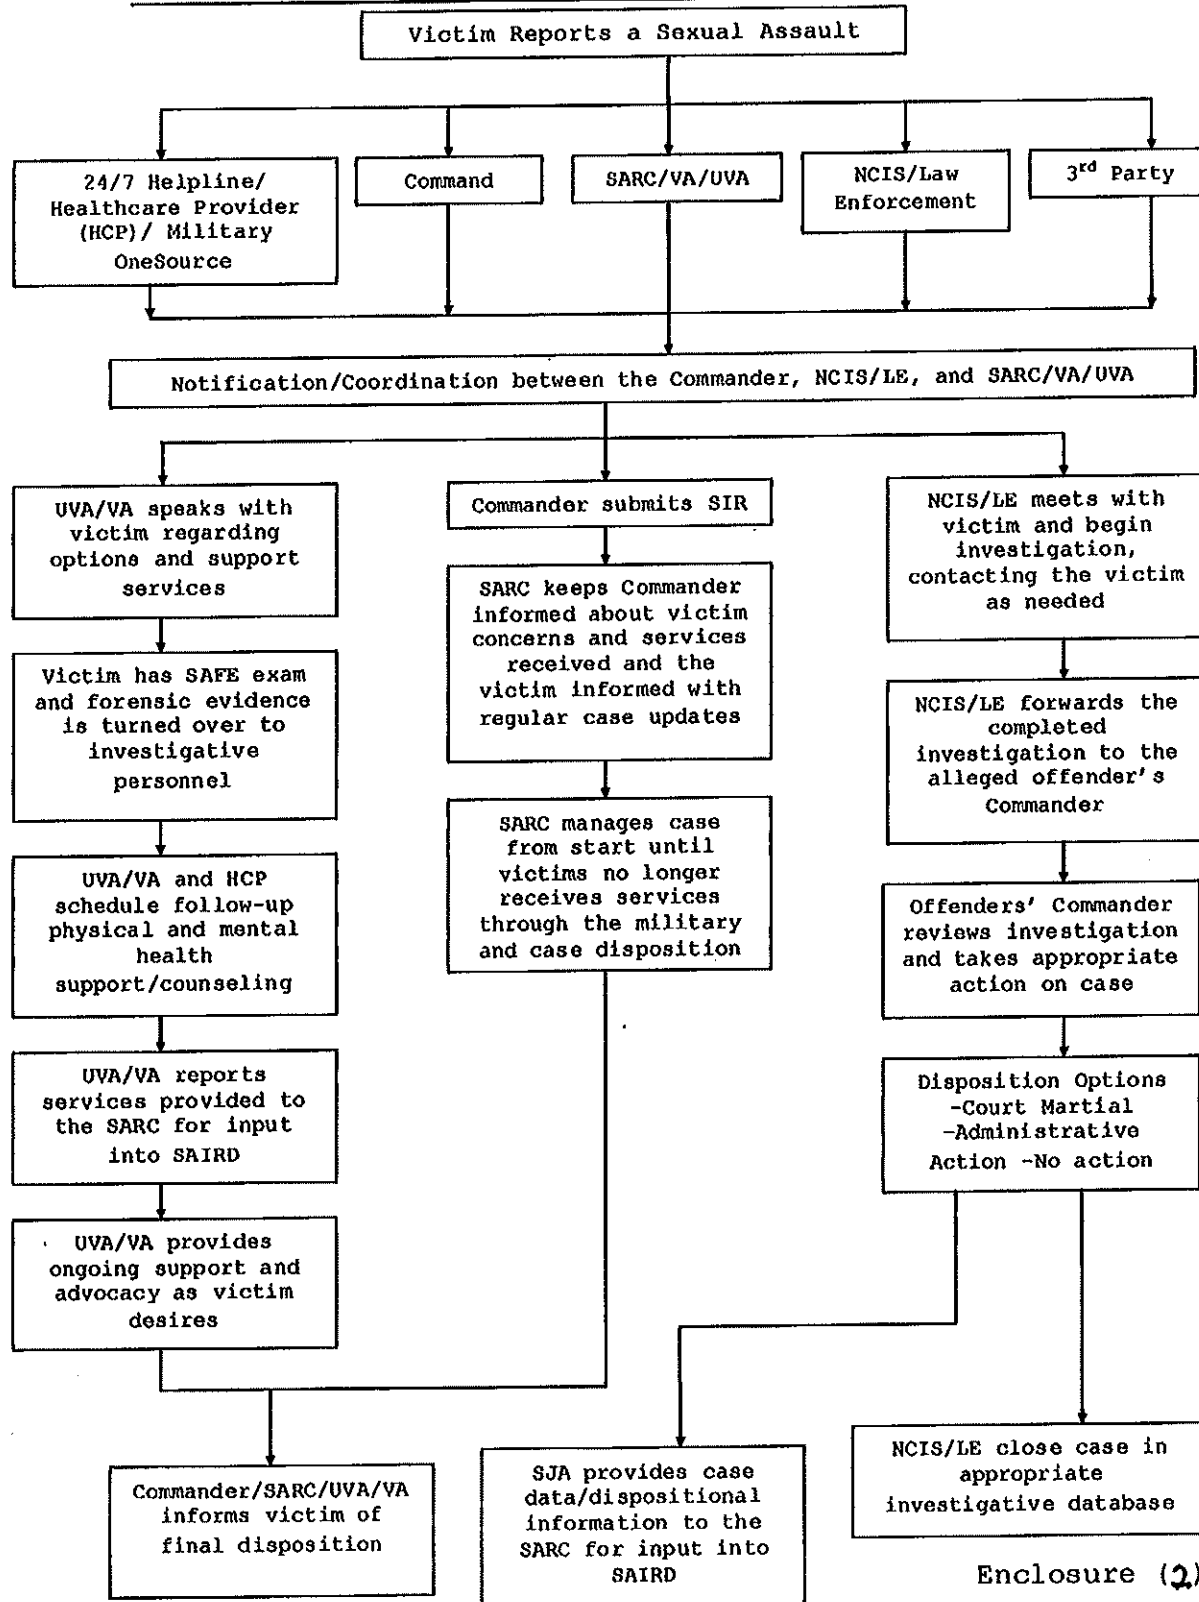 Victim Reports a Sexual Assault
24/7 Helpline/
Healthcare Provider
(HCP)/ Military
OneSource
Command
SARC/VA/UVA
NCIS/Law
Enforcement
3rd Party
Notification/Coordination between the Commander, NCIS/LE, and SARC/VA/UVA
UVA/VA speaks with
victim regarding
options and support
services
Victim has SAFE exam
and forensic evidence
is turned over to
investigative
personnel
UVA/VA and HCP
schedule follow-up
physical and mental
health
support/counseling
UVA/VA reports
services provided to
the SARC for input
into SAIRD
UVA/VA provides
ongoing support and
advocacy as victim
desires
Commander submits SIR
SARC keeps Commander
informed about victim
concerns and services
received and the
victim informed with
regular case updates
SARC manages case
from start until
victims no longer
receives services
through the military
and case disposition
NCIS/LE meets with
victim and begin
investigation,
contacting the victim
as needed
NCIS/LE forwards the
completed
investigation to the
alleged offender's
Commander
Offenders' Commander
reviews investigation
and takes appropriate
action on case
Disposition Options
-Court Martial
-Administrative
Action -No action
Commander/SARC/UVA/VA
informs victim of
final disposition
SJA provides case
data/dispositional
information to the
SARC for input into
SAIRD
NCIS/LE close case in
appropriate
investigative database
Enclosure (2)